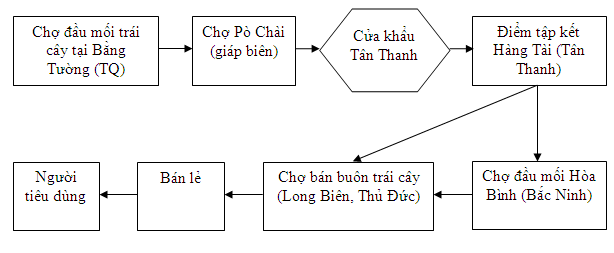 Chợ đầu mối trái
cây tại Bằng
Tường (TQ)
Chợ Pò Chài
(giáp biên)
Cửa khẩu
Tân Thanh
Điểm tập kết
Hàng Tải (Tân
Thanh)
Người
tiêu dùng
Bán lẻ
Chợ bán buôn trái cây
(Long Biên, Thủ Đức)
Chợ đầu mối Hòa
Bình (Bắc Ninh)